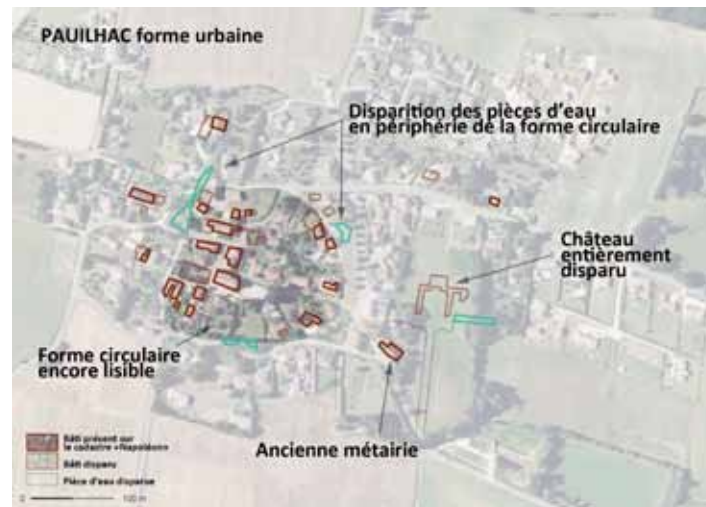 PAUILHAC forme urbaine
Disparition des pièces d'eau
en périphérie de la forme circulaire
Château
entièrement
disparu
Forme circulaire
encore lisible
Ancienne métairie
Bâti présent sur
le cadastre «Napoléon»
Bâti disparu
Pièce d'eau disparue
0
100 m